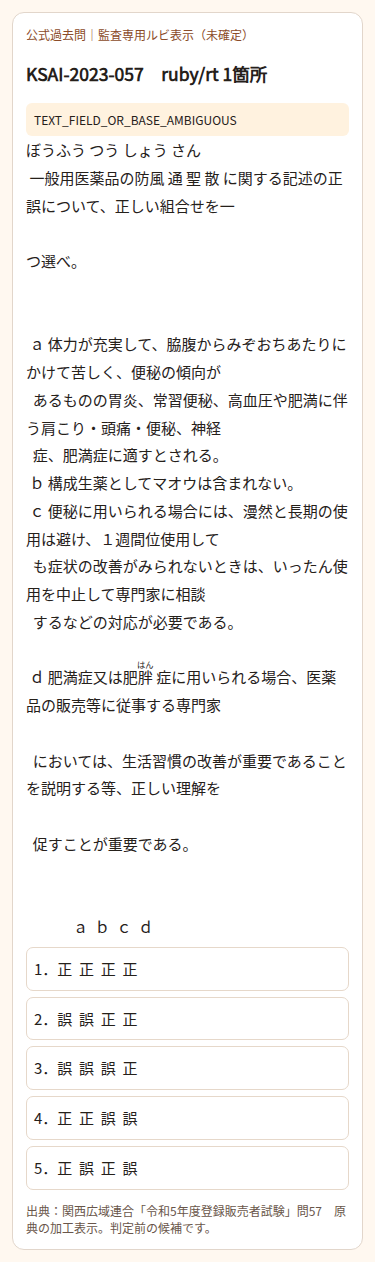 公式過去問｜監査専用ルビ表示（未確定）
KSAI-2023-057　ruby/rt 1箇所
TEXT_FIELD_OR_BASE_AMBIGUOUS
ぼうふう つう しょう さん
一般用医薬品の防風 通 聖 散 に関する記述の正
誤について、正しい組合せを一
つ選べ。
ａ 体力が充実して、脇腹からみぞおちあたりに
かけて苦しく、便秘の傾向が
あるものの胃炎、常習便秘、高血圧や肥満に伴
う肩こり・頭痛・便秘、神経
症、肥満症に適すとされる。
ｂ 構成生薬としてマオウは含まれない。
ｃ 便秘に用いられる場合には、漫然と長期の使
用は避け、１週間位使用して
も症状の改善がみられないときは、いったん使
用を中止して専門家に相談
するなどの対応が必要である。
はん
ｄ 肥満症又は肥胖 症に用いられる場合、医薬
品の販売等に従事する専門家
においては、生活習慣の改善が重要であること
を説明する等、正しい理解を
促すことが重要である。
ａ ｂ ｃ ｄ
1．正 正 正 正
2．誤 誤 正 正
3．誤 誤 誤 正
4．正 正 誤 誤
5．正 誤 正 誤
出典：関西広域連合「令和5年度登録販売者試験」問57　原
典の加工表示。判定前の候補です。